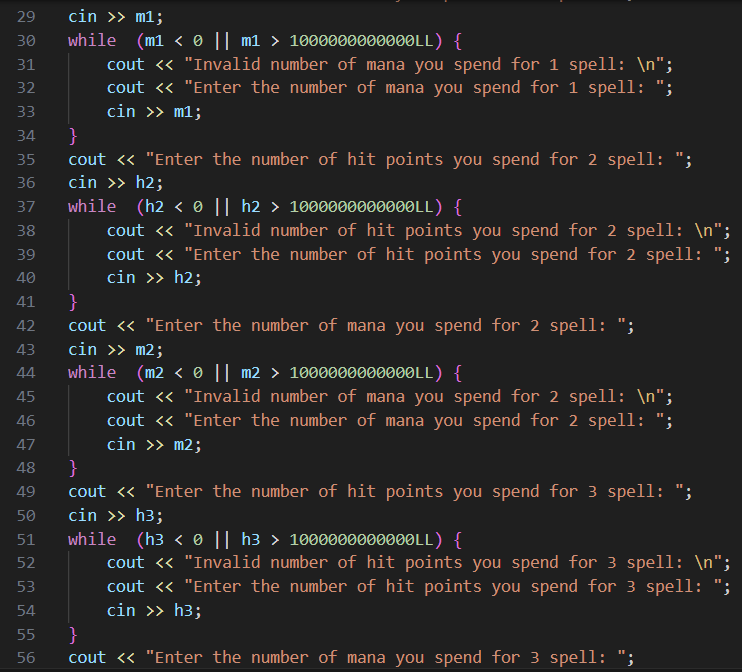 29 cin >> m1;
30 while (m1 < 0 || m1 > 1000000000000LL) {
31 cout << "Invalid number of mana you spend for 1 spell: \n";
32 cout << "Enter the number of mana you spend for 1 spell: ";
33 cin >> m1;
34 }
35 cout << "Enter the number of hit points you spend for 2 spell: ";
36 cin >> h2;
37 while (h2 < 0 || h2 > 1000000000000LL) {
38 cout << "Invalid number of hit points you spend for 2 spell: \n";
39 cout << "Enter the number of hit points you spend for 2 spell: ";
40 cin >> h2;
41 }
42 cout << "Enter the number of mana you spend for 2 spell: ";
43 cin >> m2;
44 while (m2 < 0 || m2 > 1000000000000LL) {
45 cout << "Invalid number of mana you spend for 2 spell: \n";
46 cout << "Enter the number of mana you spend for 2 spell: ";
47 cin >> m2;
48 }
49 cout << "Enter the number of hit points you spend for 3 spell: ";
50 cin >> h3;
51 while (h3 < 0 || h3 > 1000000000000LL) {
52 cout << "Invalid number of hit points you spend for 3 spell: \n";
53 cout << "Enter the number of hit points you spend for 3 spell: ";
54 cin >> h3;
55 }
56 cout << "Enter the number of mana you spend for 3 spell: ";